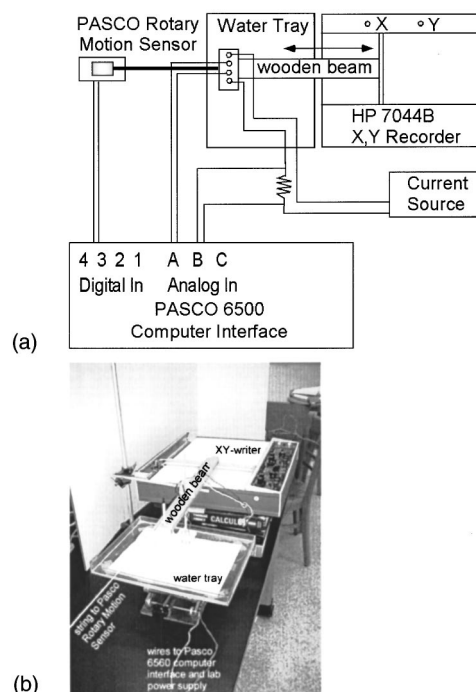 PASCO Rotary
Motion Sensor
Water Tray
X Y
wooden beam
HP 7044B
X,Y Recorder
Current
Source
4 3 2 1 A B C
Digital In Analog In
PASCO 6500
Computer Interface
(a)
XY-writer
wooden beam
CALCULUS
water tray
string to Pasco
Rotary Motion
Sensor
wires to Pasco
6560 computer
interface and lab
power supply
(b)